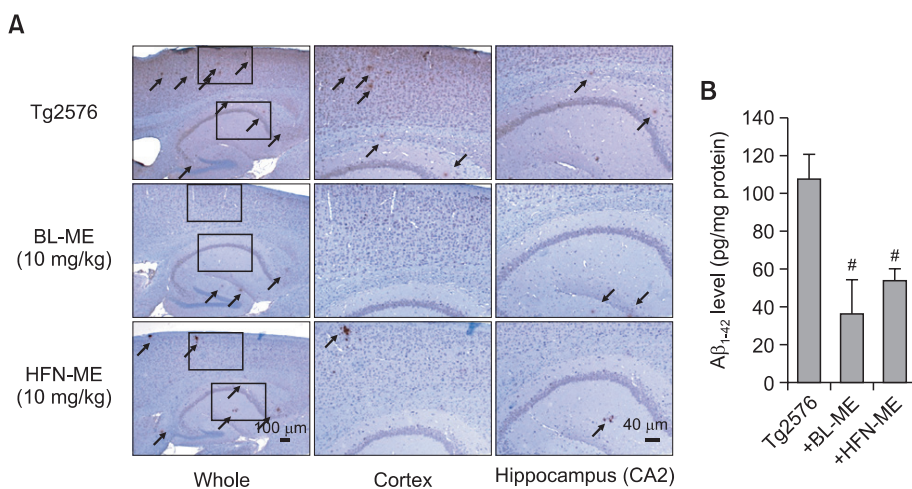 A
Tg2576
BL-ME
(10 mg/kg)
HFN-ME
(10 mg/kg)
100 μm
40 μm
Whole
Cortex
Hippocampus (CA2)
B
Aβ1-42 level (pg/mg protein)
140
120
100
80
60
40
20
0
#
#
Tg2576
+BL-ME
+HFN-ME